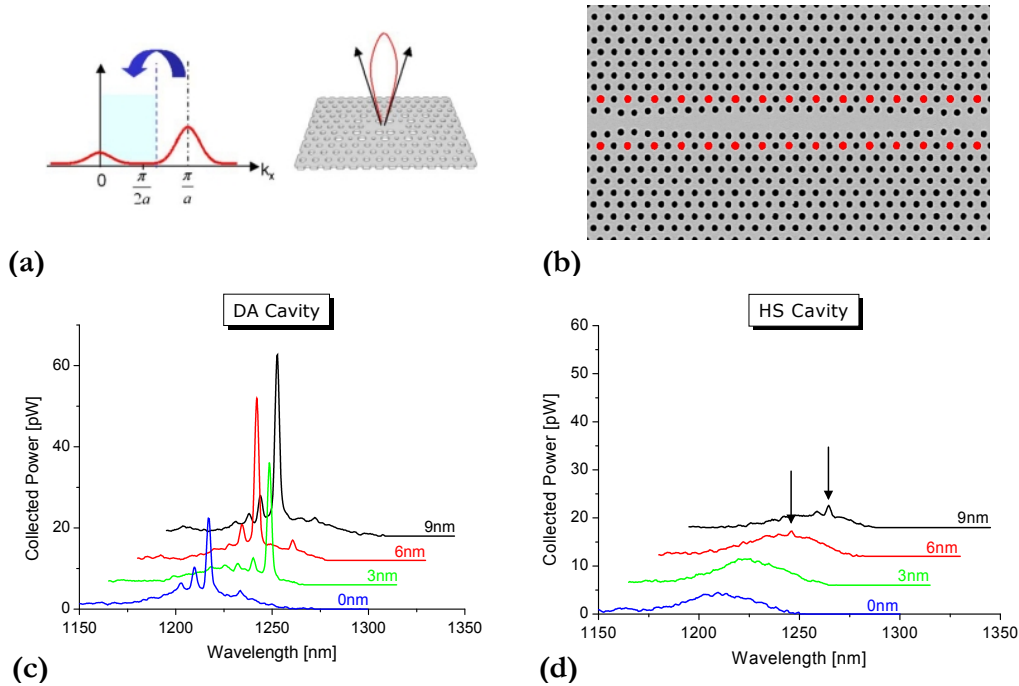 0
π/2a
π/a
kₓ
(a)
(b)
DA Cavity
Collected Power [pW]
60
40
20
0
9nm
6nm
3nm
0nm
1150 1200 1250 1300 1350
Wavelength [nm]
(c)
HS Cavity
Collected Power [pW]
60
50
40
30
20
10
0
9nm
6nm
3nm
0nm
1150 1200 1250 1300 1350
Wavelength [nm]
(d)